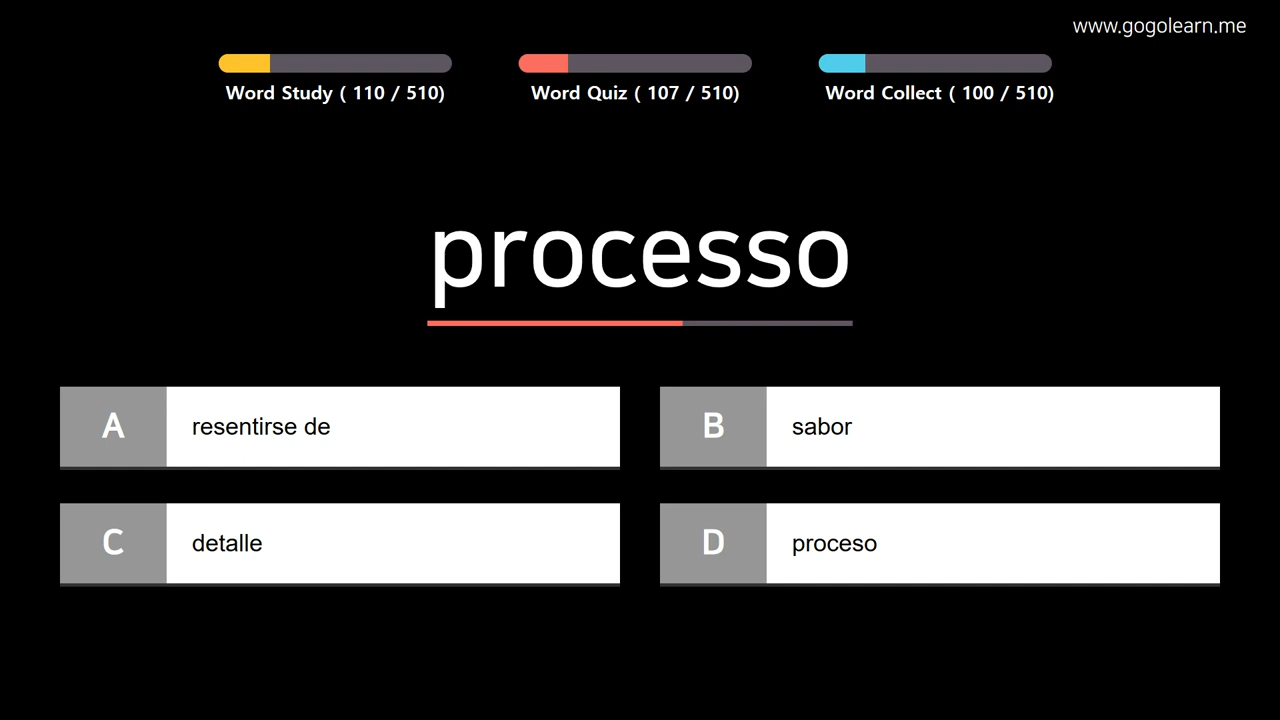 www.gogolearn.me
Word Study ( 110 / 510)
Word Quiz ( 107 / 510)
Word Collect ( 100 / 510)
processo
A resentirse de
B sabor
C detalle
D proceso